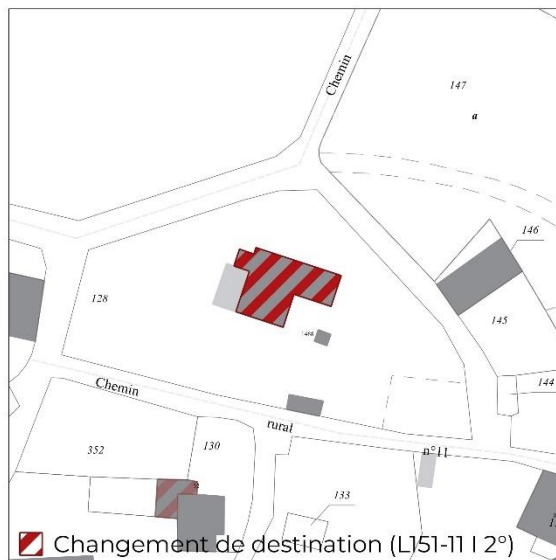 Chemin
147
a
146
128
145
144
Chemin
rural
n°11
352
130
133
Changement de destination (L151-11 I 2°)